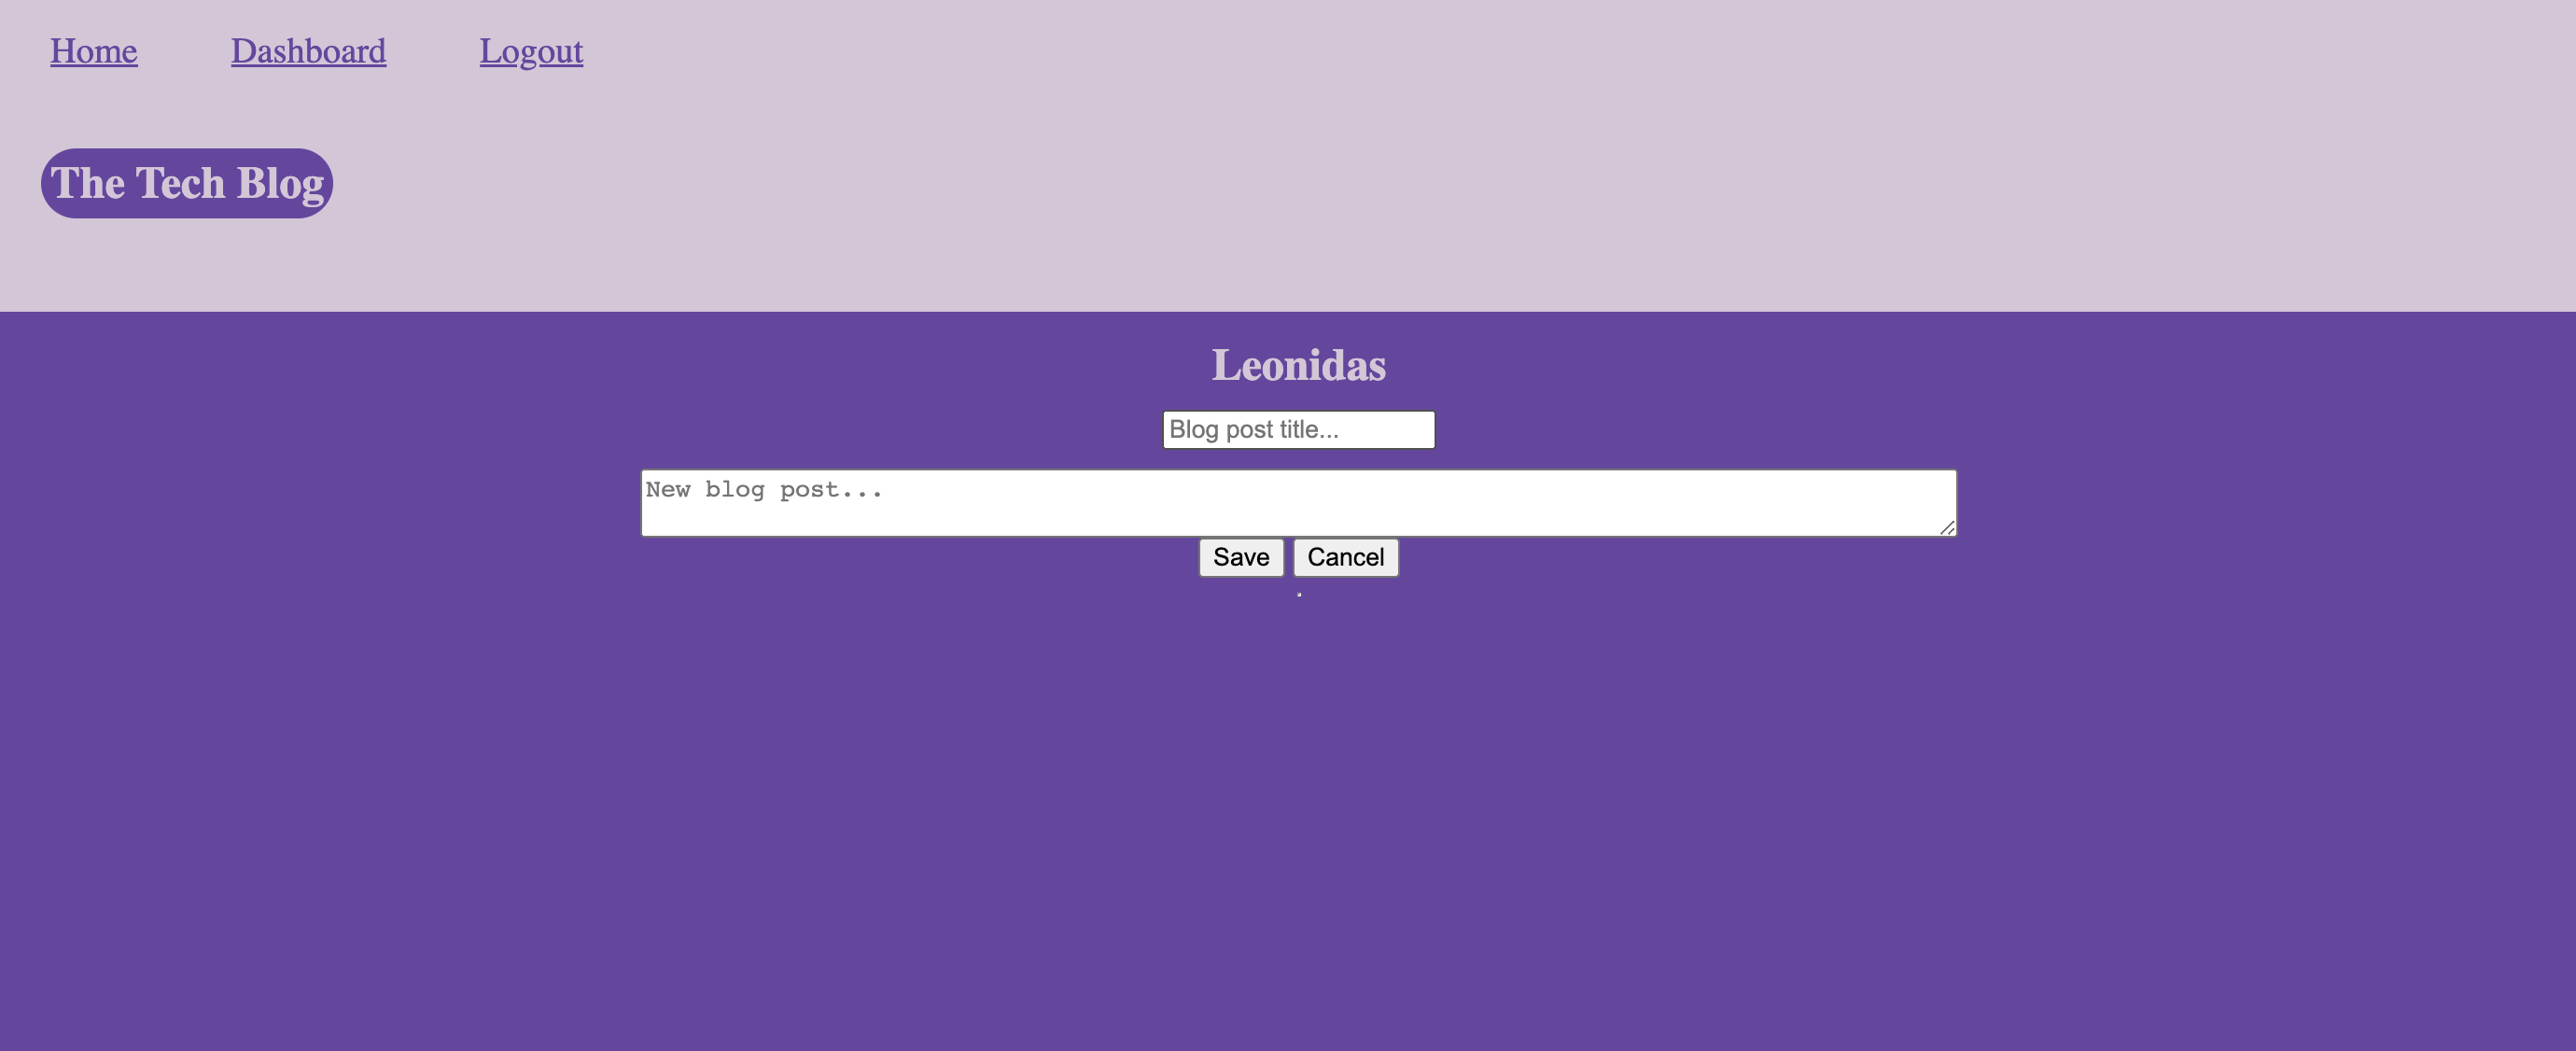 Home Dashboard Logout
The Tech Blog
Leonidas
Blog post title...
New blog post...
Save Cancel